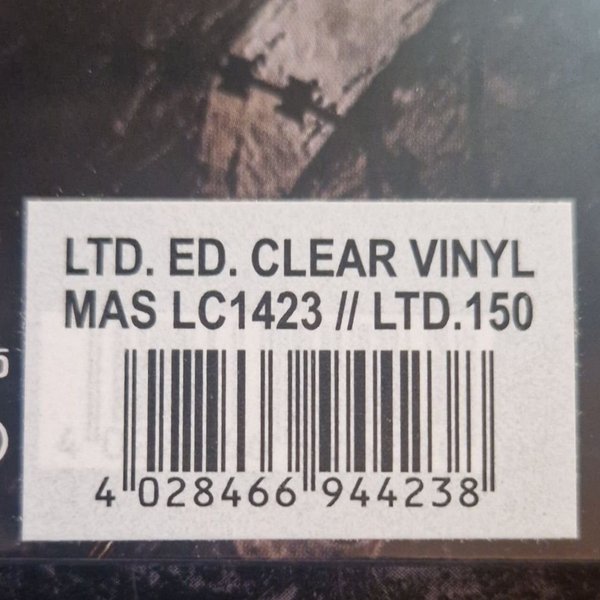 LTD. ED. CLEAR VINYL
MAS LC1423 // LTD.150
4 028466 944238